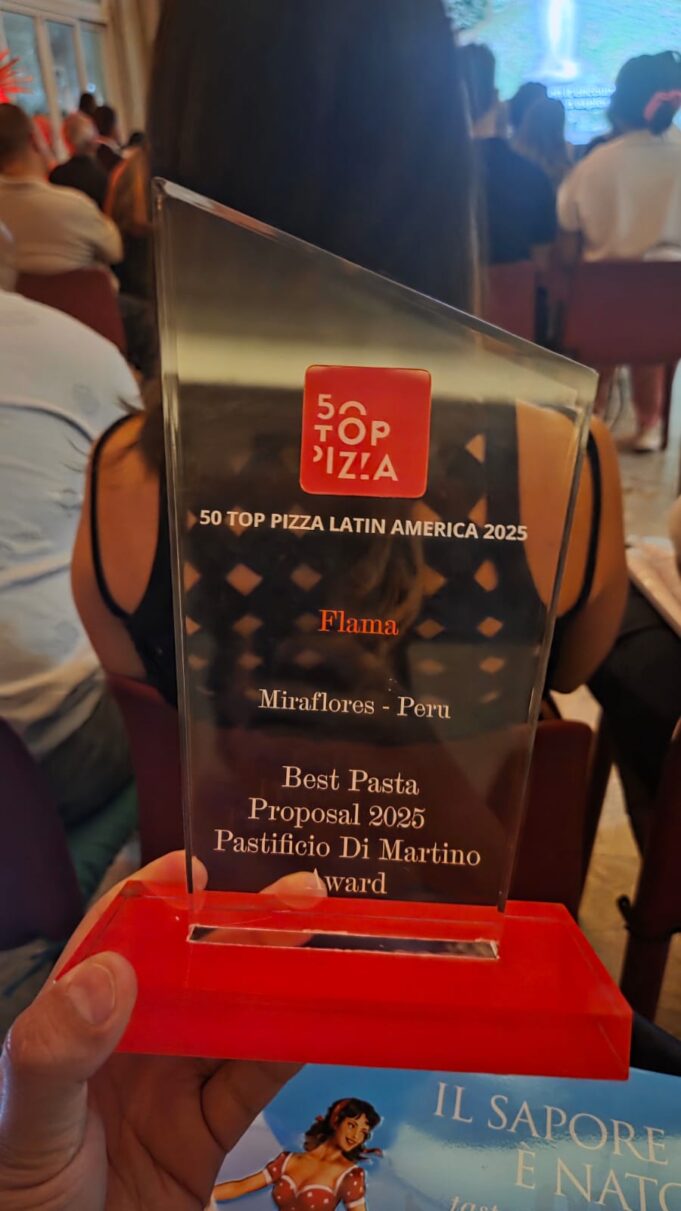 50
TOP
PIZZA
50 TOP PIZZA LATIN AMERICA 2025
Flama
Miraflores - Peru
Best Pasta
Proposal 2025
Pastificio Di Martino
Award
IL SAPORE
È NATO